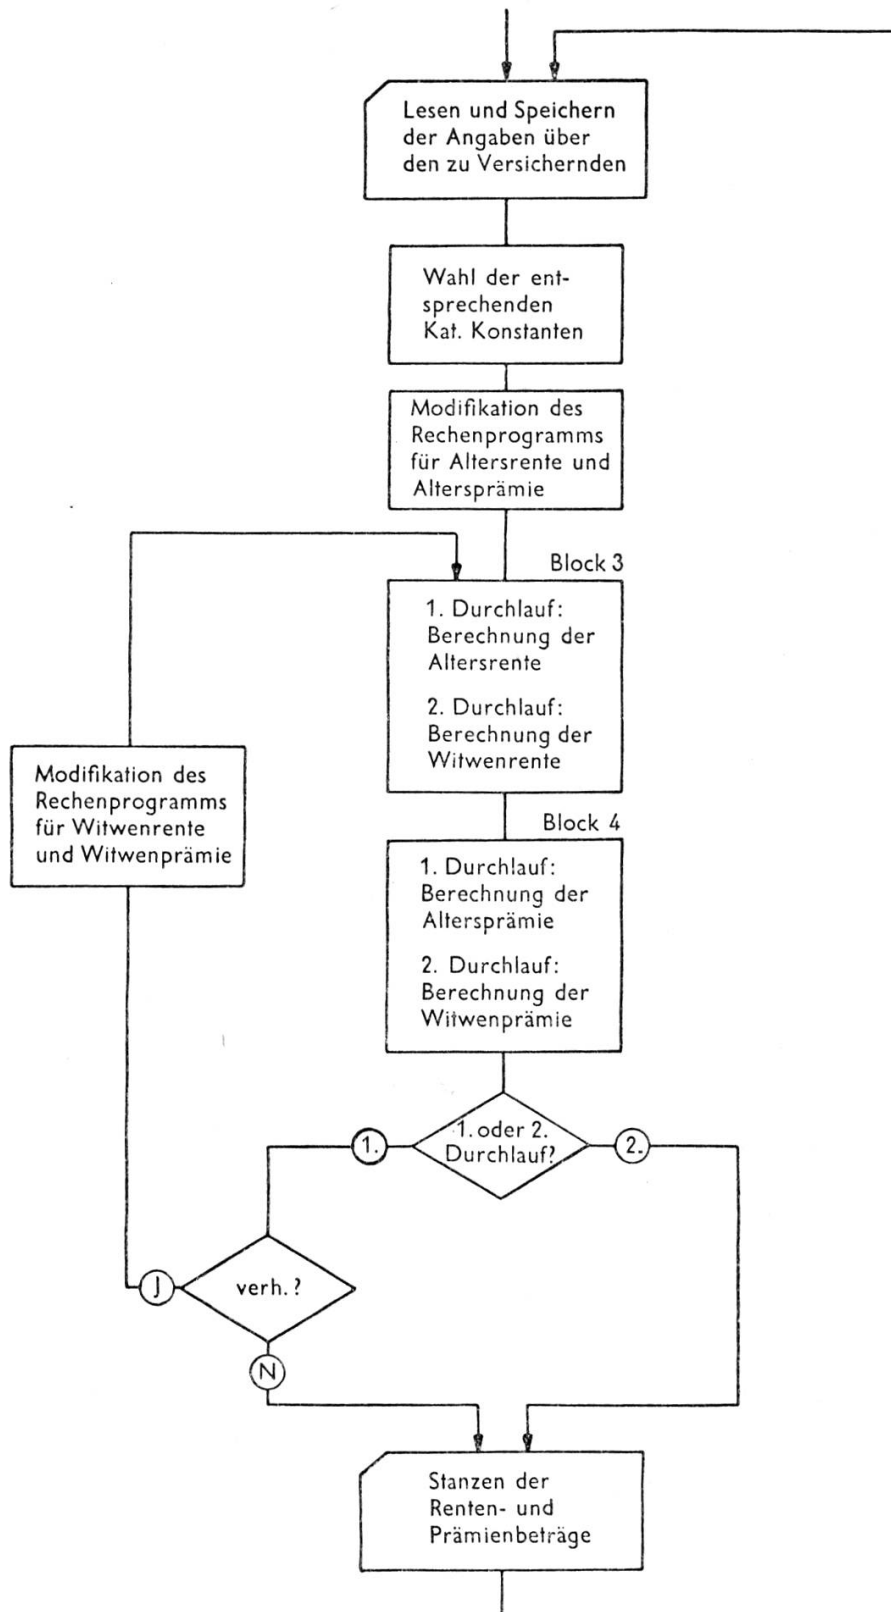 Lesen und Speichern
der Angaben über
den zu Versichernden
Wahl der ent-
sprechenden
Kat. Konstanten
Modifikation des
Rechenprogramms
für Altersrente und
Altersprämie
Block 3
1. Durchlauf:
Berechnung der
Altersrente
2. Durchlauf:
Berechnung der
Witwenrente
Modifikation des
Rechenprogramms
für Witwenrente
und Witwenprämie
Block 4
1. Durchlauf:
Berechnung der
Altersprämie
2. Durchlauf:
Berechnung der
Witwenprämie
1. oder 2.
Durchlauf?
1.
2.
verh.?
J
N
Stanzen der
Renten- und
Prämienbeträge